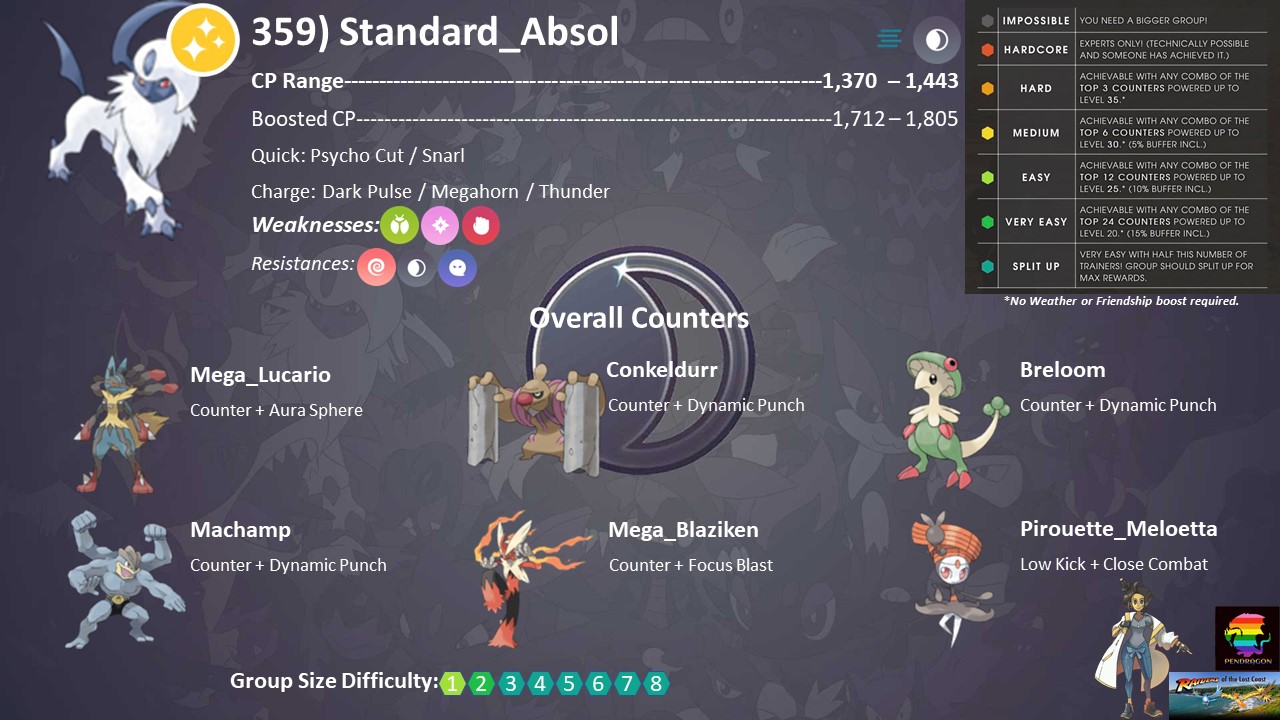 359) Standard_Absol
CP Range------------------------------------------------------------------1,370 – 1,443
Boosted CP------------------------------------------------------------------1,712 – 1,805
Quick: Psycho Cut / Snarl
Charge: Dark Pulse / Megahorn / Thunder
Weaknesses:
Resistances:
IMPOSSIBLE YOU NEED A BIGGER GROUP!
HARDCORE EXPERTS ONLY! (TECHNICALLY POSSIBLE
AND SOMEONE HAS ACHIEVED IT.)
HARD ACHIEVABLE WITH ANY COMBO OF THE
TOP 3 COUNTERS POWERED UP TO
LEVEL 35.*
MEDIUM ACHIEVABLE WITH ANY COMBO OF THE
TOP 6 COUNTERS POWERED UP TO
LEVEL 30.* (5% BUFFER INCL.)
EASY ACHIEVABLE WITH ANY COMBO OF THE
TOP 12 COUNTERS POWERED UP TO
LEVEL 25.* (10% BUFFER INCL.)
VERY EASY ACHIEVABLE WITH ANY COMBO OF THE
TOP 24 COUNTERS POWERED UP TO
LEVEL 20.* (15% BUFFER INCL.)
SPLIT UP VERY EASY WITH HALF THIS NUMBER OF
TRAINERS! GROUP SHOULD SPLIT UP FOR
MAX REWARDS.
*No Weather or Friendship boost required.
Overall Counters
Mega_Lucario
Counter + Aura Sphere
Conkeldurr
Counter + Dynamic Punch
Breloom
Counter + Dynamic Punch
Machamp
Counter + Dynamic Punch
Mega_Blaziken
Counter + Focus Blast
Pirouette_Meloetta
Low Kick + Close Combat
Group Size Difficulty: 1 2 3 4 5 6 7 8
PENDRAGON
RAIDERS of the Lost Coast